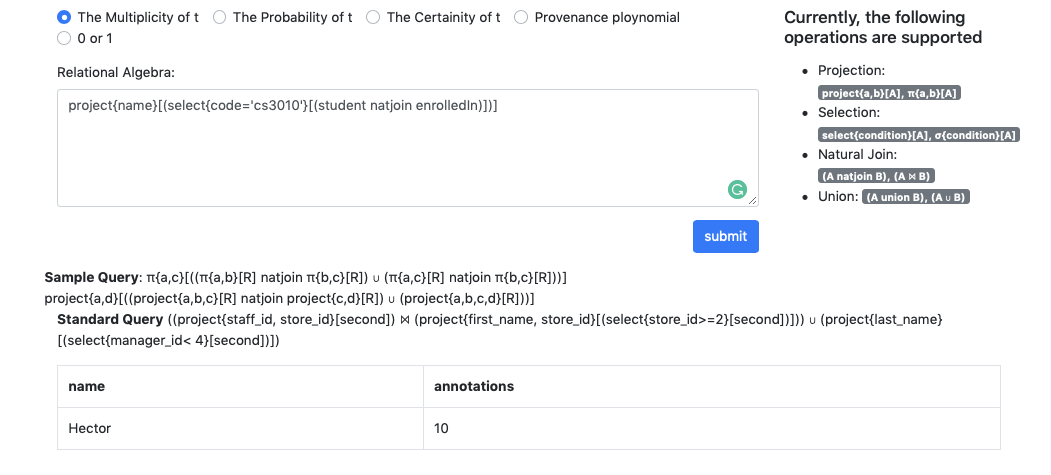 The Multiplicity of t The Probability of t The Certainity of t Provenance ploynomial
0 or 1
Relational Algebra:
project{name}[(select{code='cs3010'}[(student natjoin enrolledIn)])]
submit
Currently, the following
operations are supported
Projection:
project{a,b}[A], π{a,b}[A]
Selection:
select{condition}[A], σ{condition}[A]
Natural Join:
(A natjoin B), (A ⋈ B)
Union: (A union B), (A ∪ B)
Sample Query: π{a,c}[((π{a,b}[R] natjoin π{b,c}[R]) ∪ (π{a,c}[R] natjoin π{b,c}[R]))]
project{a,d}[((project{a,b,c}[R] natjoin project{c,d}[R]) ∪ (project{a,b,c,d}[R]))]
Standard Query ((project{staff_id, store_id}[second]) ⋈ (project{first_name, store_id}[(select{store_id>=2}[second])])) ∪ (project{last_name}
[(select{manager_id< 4}[second])])
name annotations
Hector 10